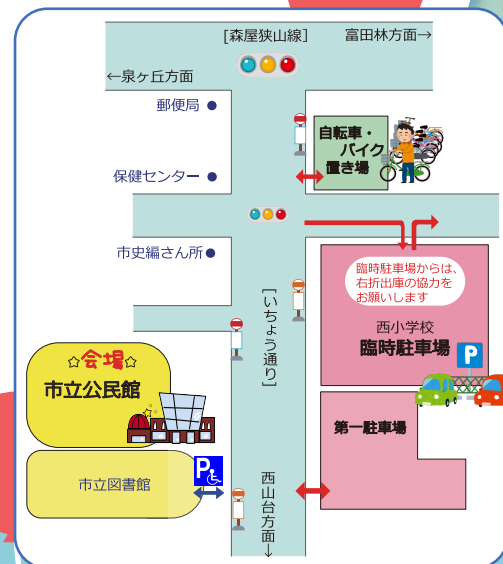 [森屋狭山線]
富田林方面→
←泉ヶ丘方面
郵便局 ●
自転車・
バイク
置き場
保健センター ●
市史編さん所●
臨時駐車場からは、
右折出庫の協力を
お願いします
西小学校
臨時駐車場
P
[いちょう通り]
☆会場☆
市立公民館
第一駐車場
市立図書館
P
西山台方面→